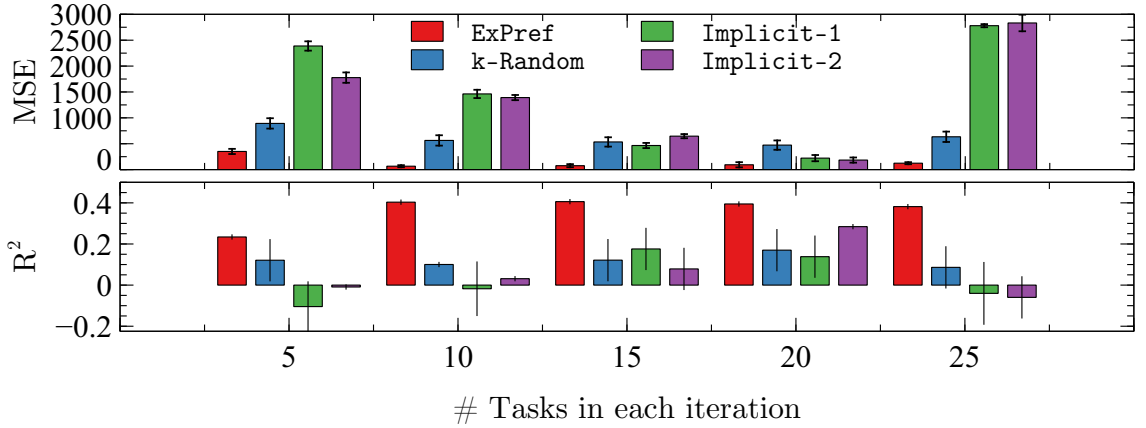 3000
2500
2000
1500
1000
0
MSE
ExPref
k-Random
Implicit-1
Implicit-2
0.4
0.2
0
−0.2
R²
5
10
15
20
25
# Tasks in each iteration